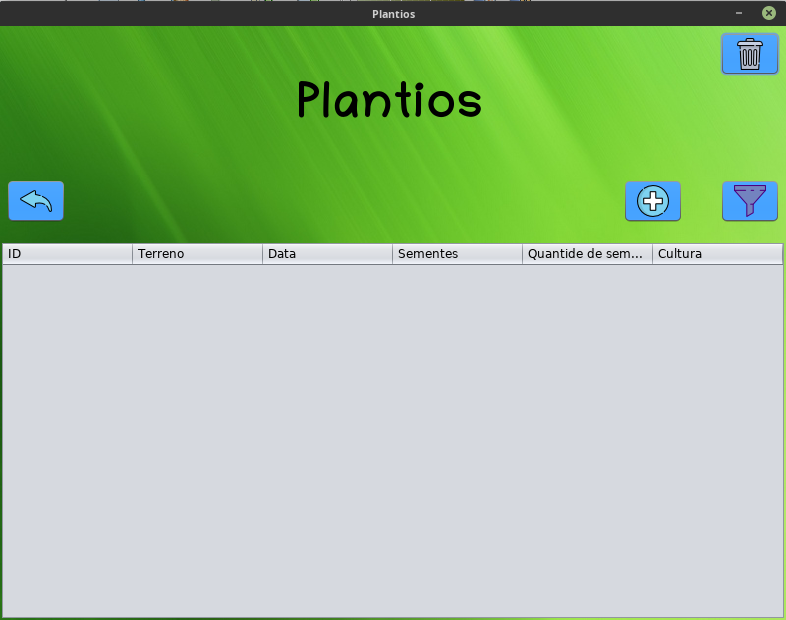 Plantios
Plantios
ID Terreno Data Sementes Quantide de sem... Cultura